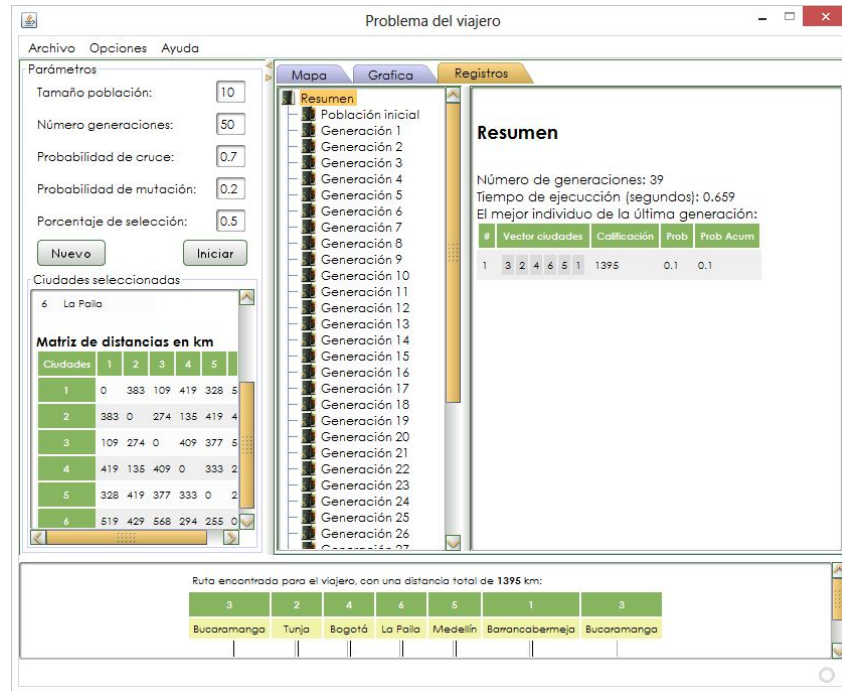 Problema del viajero
Archivo Opciones Ayuda
Parámetros
Tamaño población: 10
Número generaciones: 50
Probabilidad de cruce: 0.7
Probabilidad de mutación: 0.2
Porcentaje de selección: 0.5
Nuevo Iniciar
Ciudades seleccionadas
6 La Paila
Matriz de distancias en km
Ciudades 1 2 3 4 5
1 0 383 109 419 328 5
2 383 0 274 135 419 4
3 109 274 0 409 377 5
4 419 135 409 0 333 2
5 328 419 377 333 0 2
6 519 429 568 294 255 0
Mapa Grafica Registros
Resumen
Población inicial
Generación 1
Generación 2
Generación 3
Generación 4
Generación 5
Generación 6
Generación 7
Generación 8
Generación 9
Generación 10
Generación 11
Generación 12
Generación 13
Generación 14
Generación 15
Generación 16
Generación 17
Generación 18
Generación 19
Generación 20
Generación 21
Generación 22
Generación 23
Generación 24
Generación 25
Generación 26
Generación 27
Resumen
Número de generaciones: 39
Tiempo de ejecucción (segundos): 0.659
El mejor individuo de la última generación:
# Vector ciudades Calificación Prob Prob Acum
1 3 2 4 6 5 1 1395 0.1 0.1
Ruta encontrada para el viajero, con una distancia total de 1395 km:
3 2 4 6 5 1 3
Bucaramanga Tunja Bogotá La Paila Medellín Barrancabermeja Bucaramanga